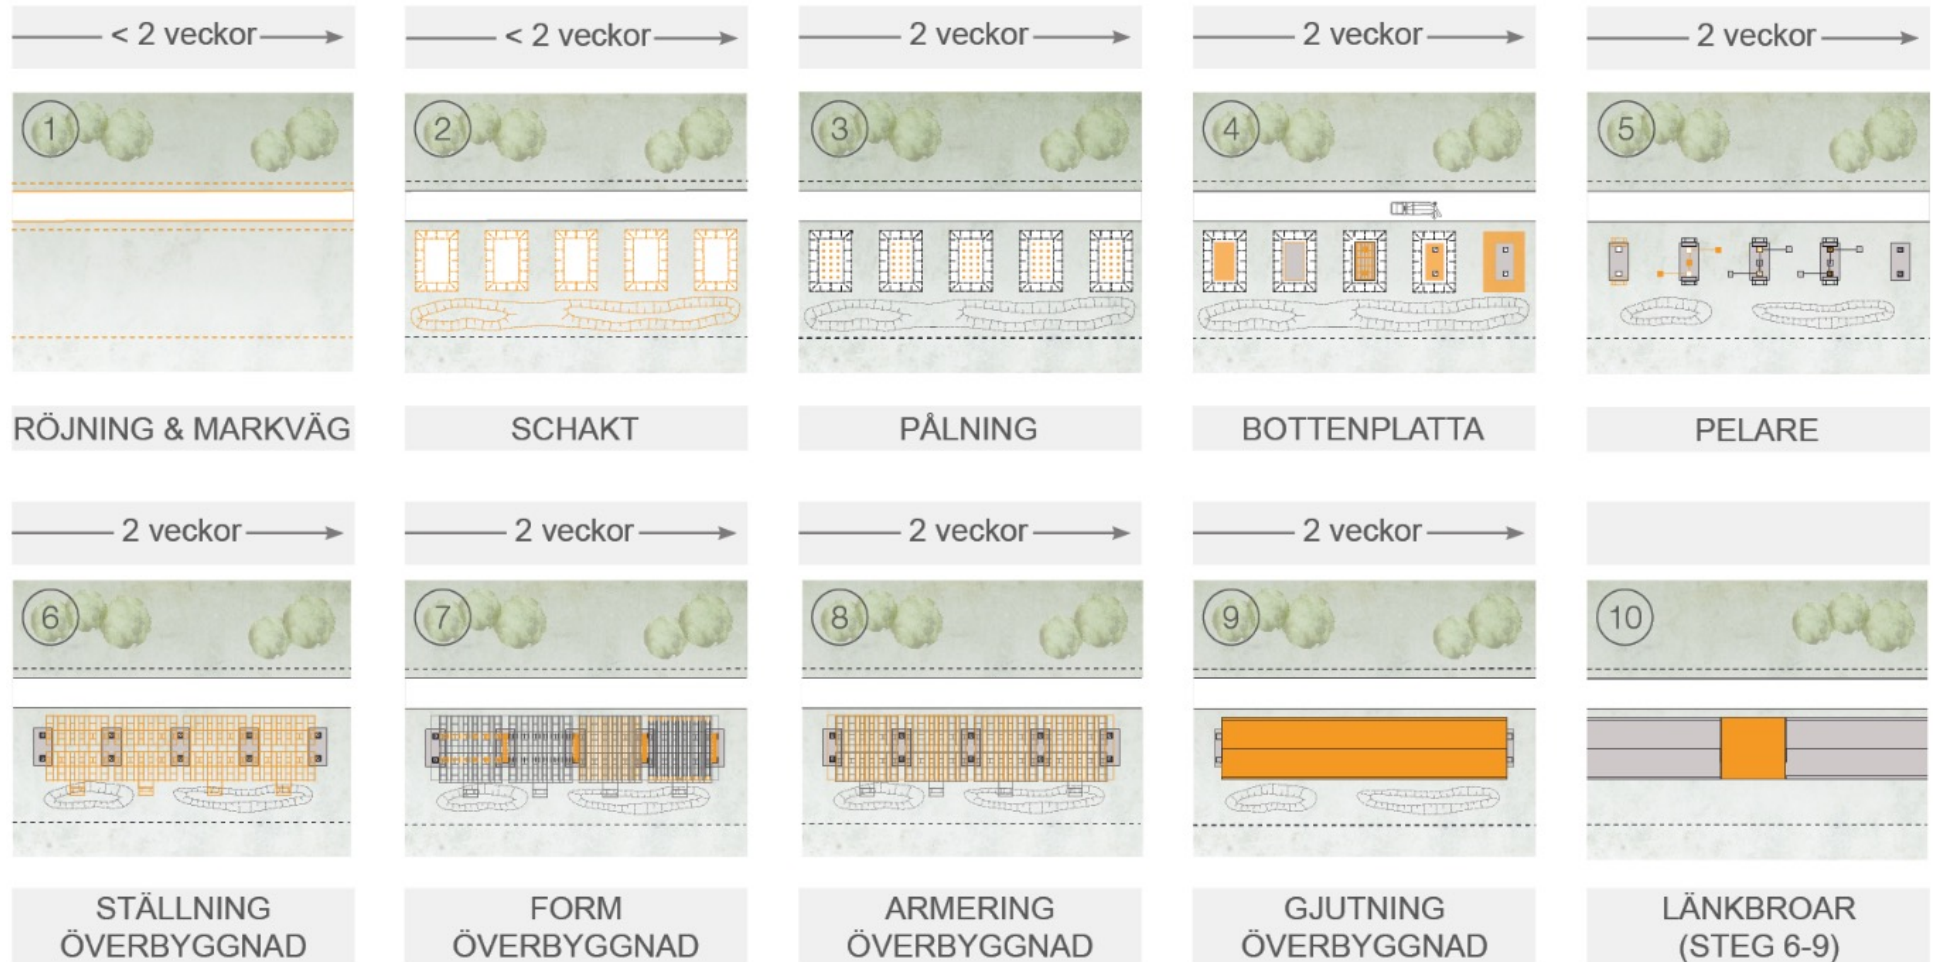 < 2 veckor
< 2 veckor
2 veckor
2 veckor
2 veckor
1
2
3
4
5
RÖJNING & MARKVÄG
SCHAKT
PÅLNING
BOTTENPLATTA
PELARE
2 veckor
2 veckor
2 veckor
2 veckor
6
7
8
9
10
STÄLLNING
ÖVERBYGGNAD
FORM
ÖVERBYGGNAD
ARMERING
ÖVERBYGGNAD
GJUTNING
ÖVERBYGGNAD
LÄNKBROAR
(STEG 6-9)